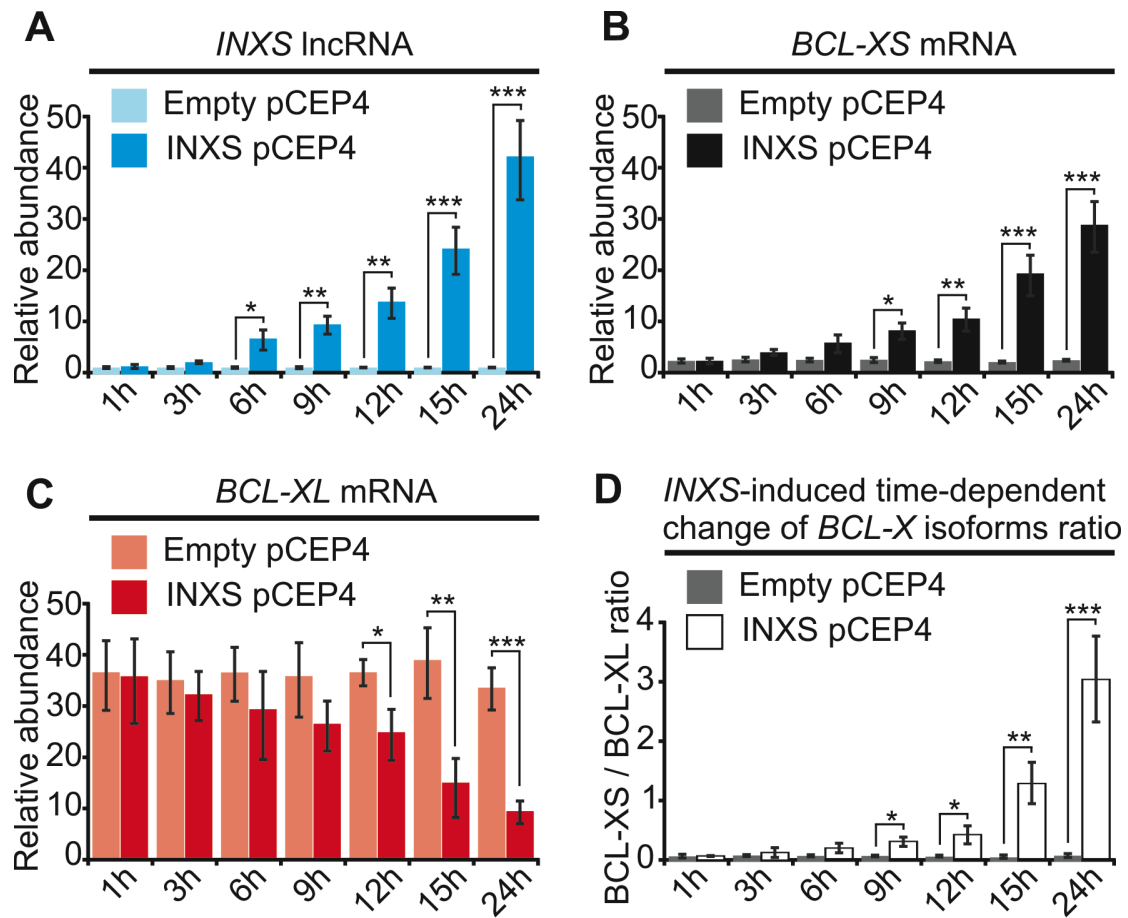 A
INXS lncRNA
Empty pCEP4
INXS pCEP4
Relative abundance
50
40
30
20
10
0
* ** ** *** ***
1h 3h 6h 9h 12h 15h 24h
B
BCL-XS mRNA
Empty pCEP4
INXS pCEP4
Relative abundance
50
40
30
20
10
0
* ** *** ***
1h 3h 6h 9h 12h 15h 24h
C
BCL-XL mRNA
Empty pCEP4
INXS pCEP4
Relative abundance
50
40
30
20
10
0
* ** ***
1h 3h 6h 9h 12h 15h 24h
D
INXS-induced time-dependent
change of BCL-X isoforms ratio
Empty pCEP4
INXS pCEP4
BCL-XS / BCL-XL ratio
4
3
2
1
0
* * ** ***
1h 3h 6h 9h 12h 15h 24h